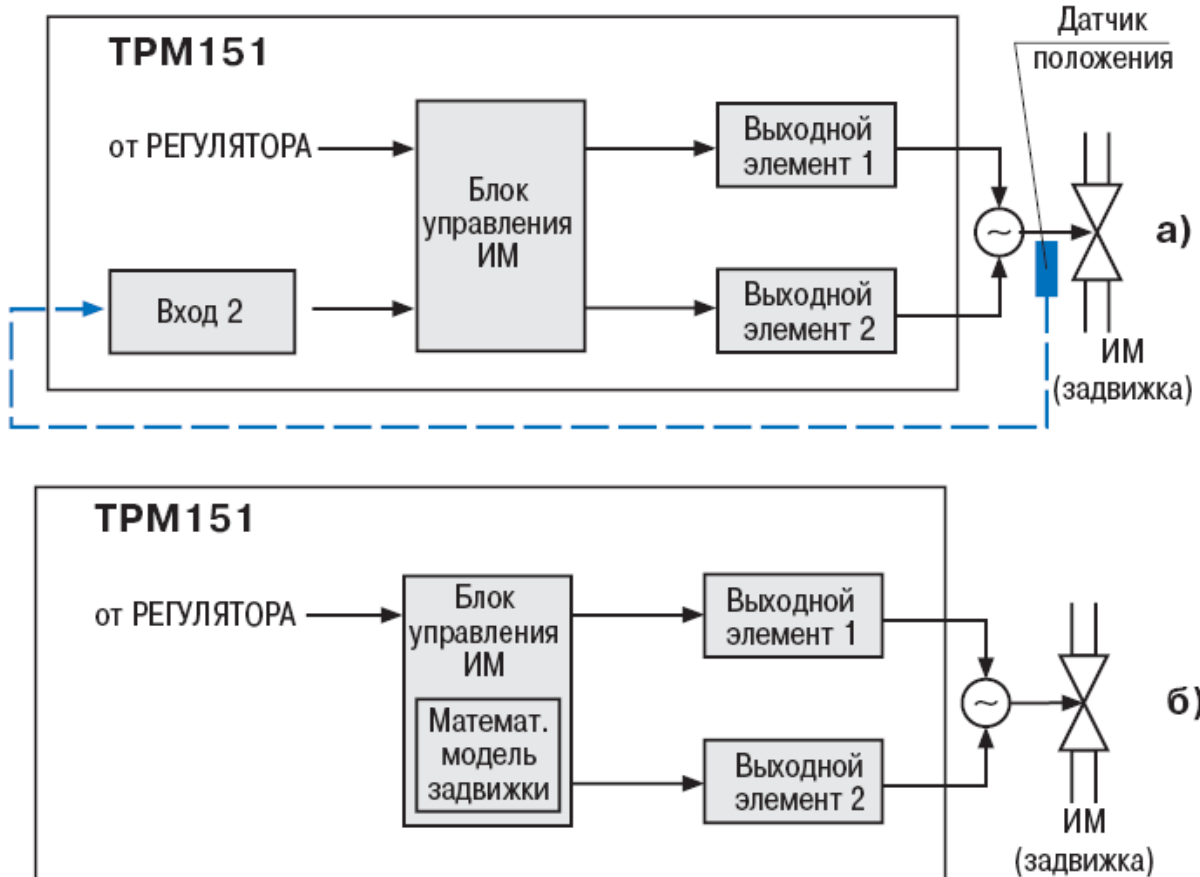 ТРМ151
Датчик
положения
от РЕГУЛЯТОРА
Блок
управления
ИМ
Выходной
элемент 1
Вход 2
Выходной
элемент 2
~
а)
ИМ
(задвижка)
ТРМ151
от РЕГУЛЯТОРА
Блок
управления
ИМ
Математ.
модель
задвижки
Выходной
элемент 1
Выходной
элемент 2
~
б)
ИМ
(задвижка)